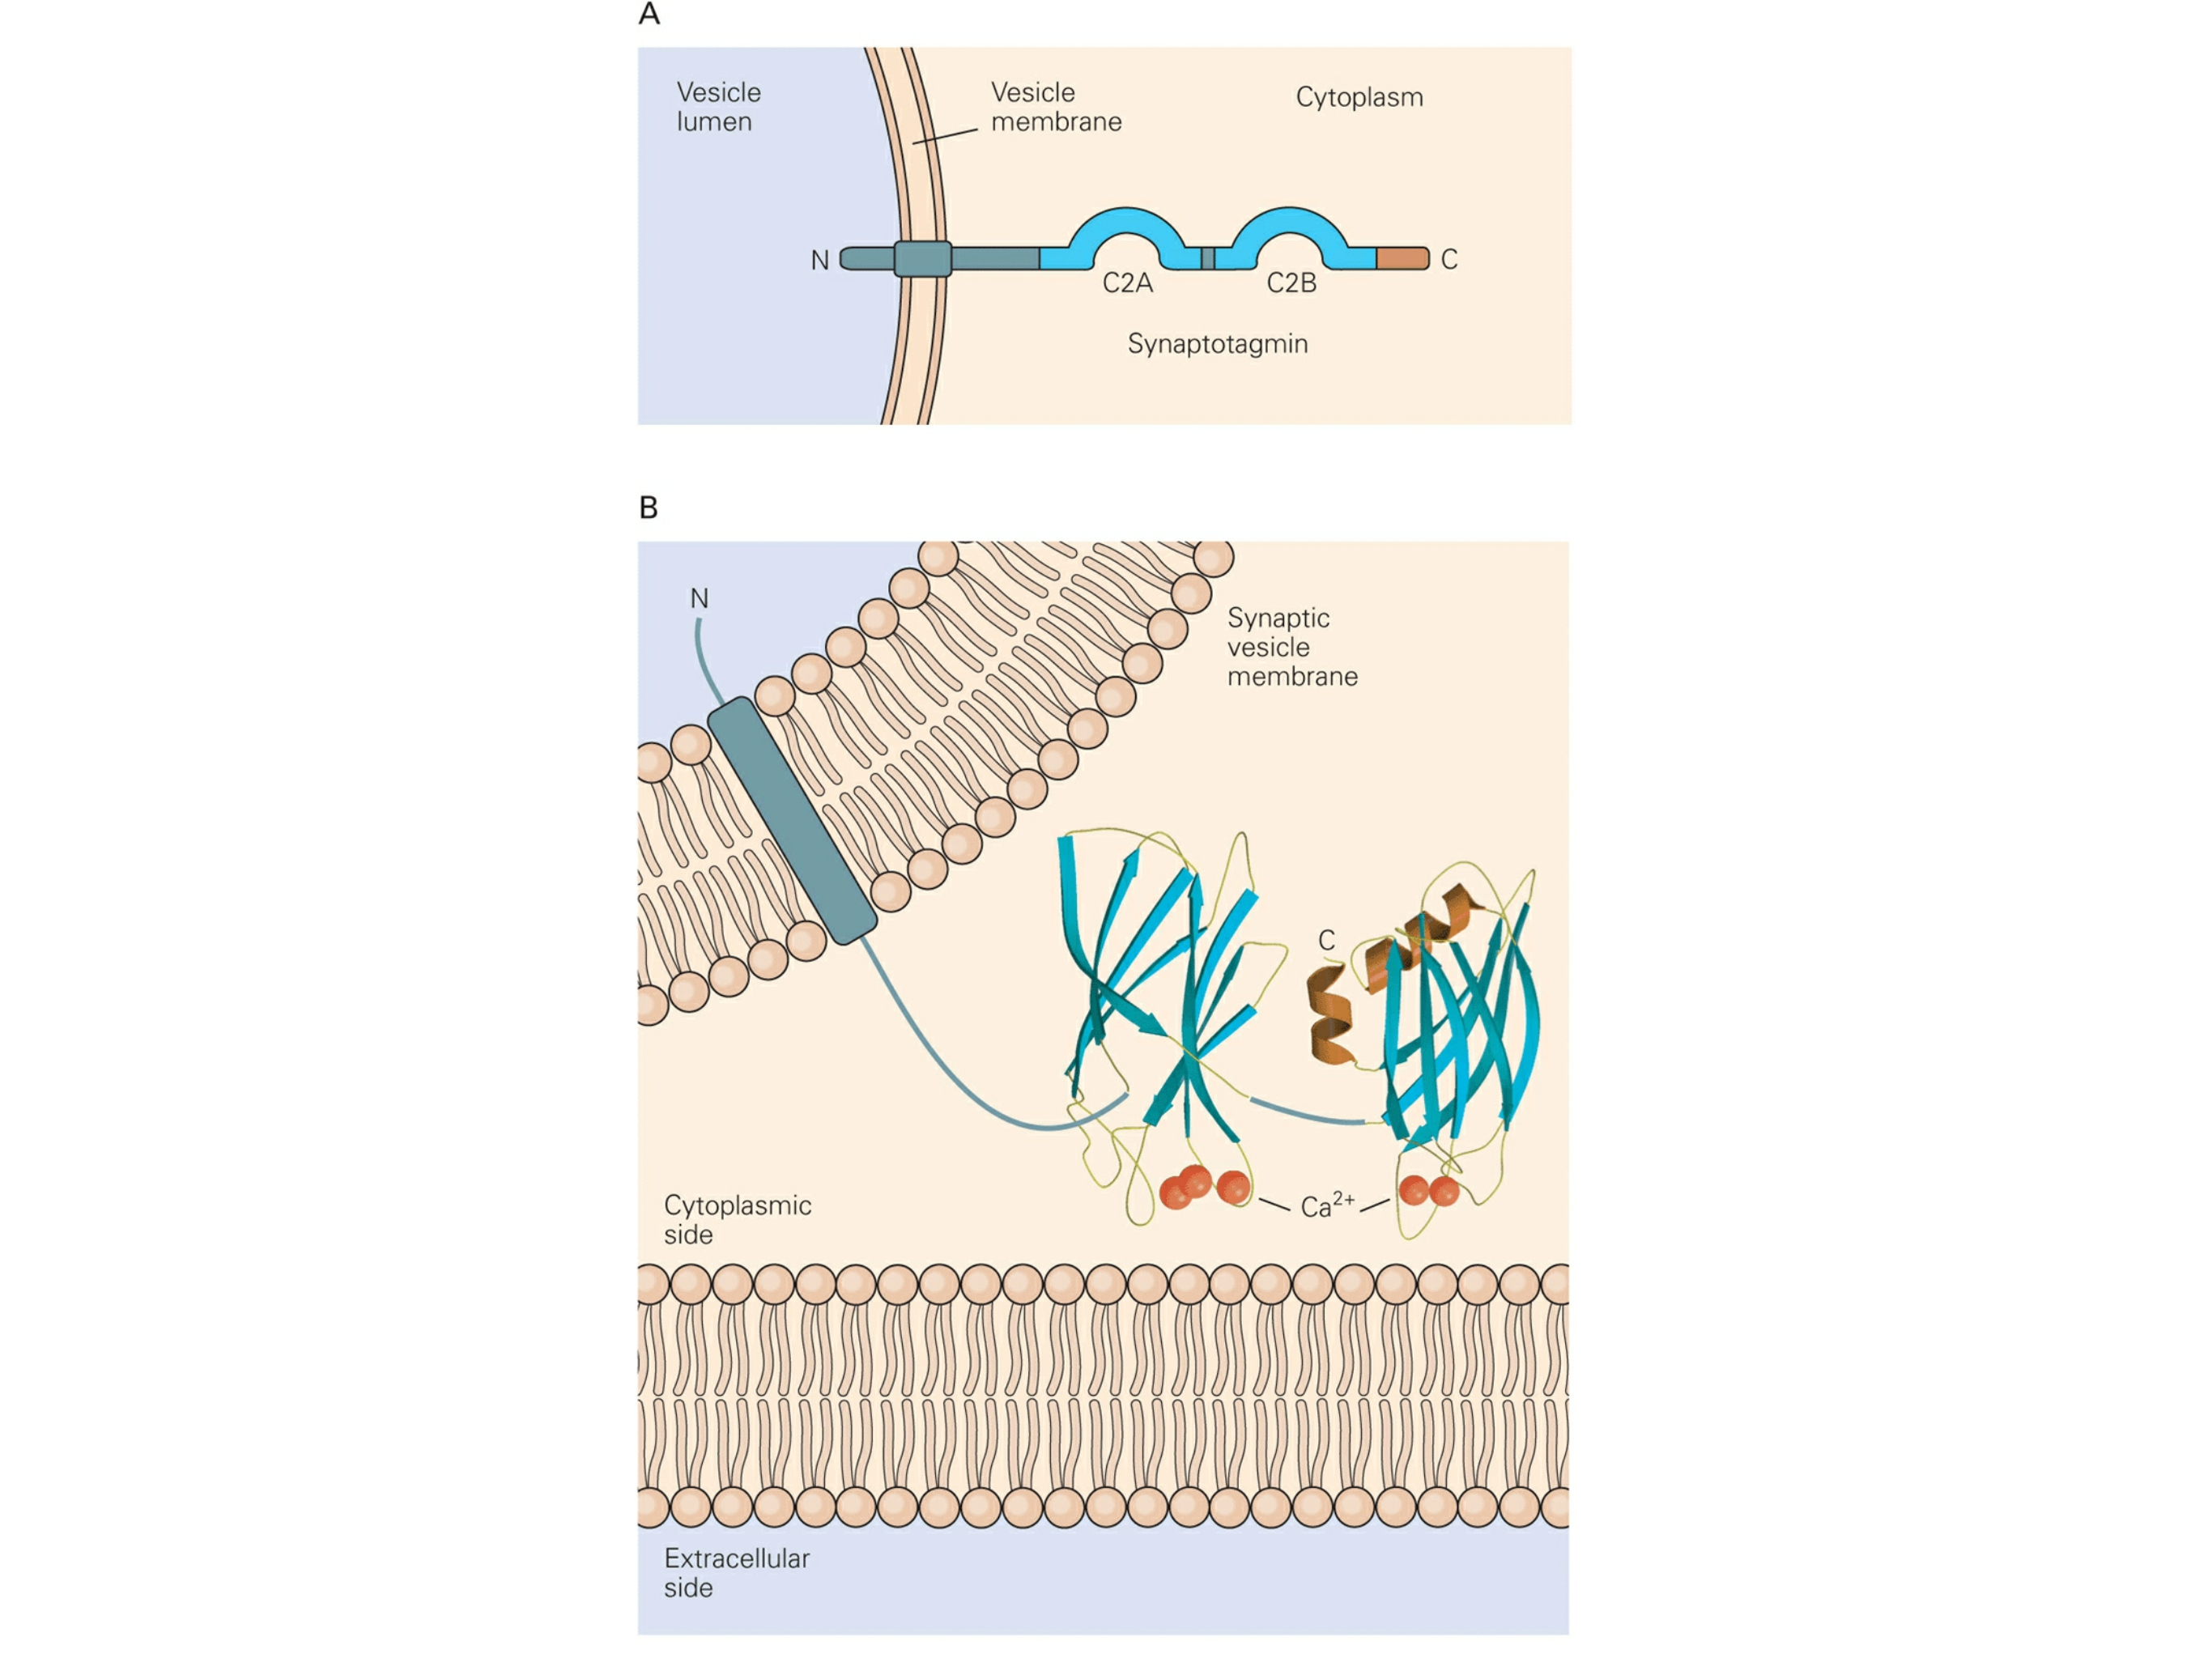 A
Vesicle
lumen
Vesicle
membrane
Cytoplasm
N
C
C2A
C2B
Synaptotagmin
B
N
Synaptic
vesicle
membrane
C
Ca²⁺
Cytoplasmic
side
Extracellular
side